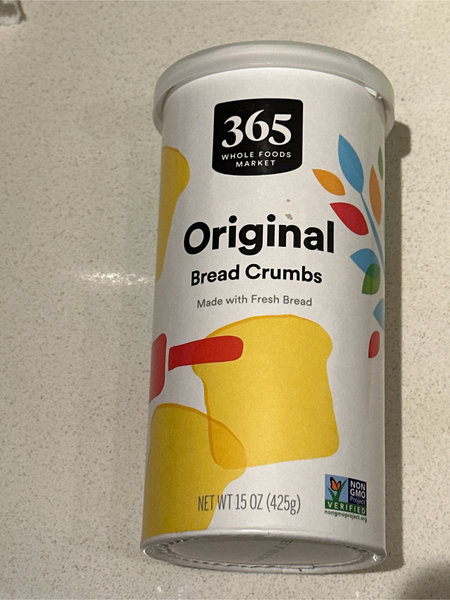 365
WHOLE FOODS
MARKET
Original
Bread Crumbs
Made with Fresh Bread
NET WT 15 OZ (425g)
NON
GMO
Project
VERIFIED
nongmoproject.org